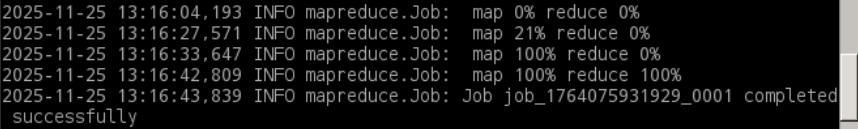 2025-11-25 13:16:04,193 INFO mapreduce.Job:  map 0% reduce 0%
2025-11-25 13:16:27,571 INFO mapreduce.Job:  map 21% reduce 0%
2025-11-25 13:16:33,647 INFO mapreduce.Job:  map 100% reduce 0%
2025-11-25 13:16:42,809 INFO mapreduce.Job:  map 100% reduce 100%
2025-11-25 13:16:43,839 INFO mapreduce.Job: Job job_1764075931929_0001 completed
 successfully